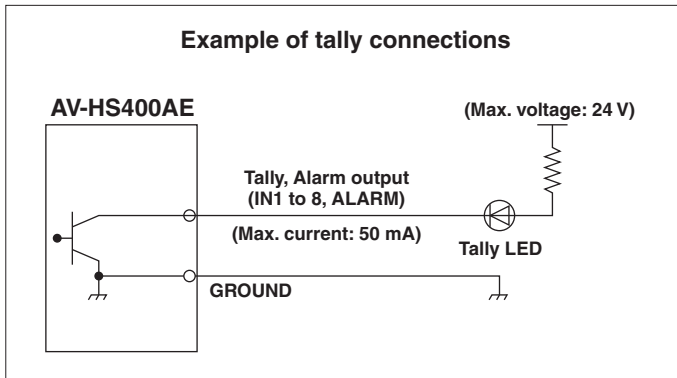 Example of tally connections
AV-HS400AE
(Max. voltage: 24 V)
Tally, Alarm output
(IN1 to 8, ALARM)
(Max. current: 50 mA)
Tally LED
GROUND